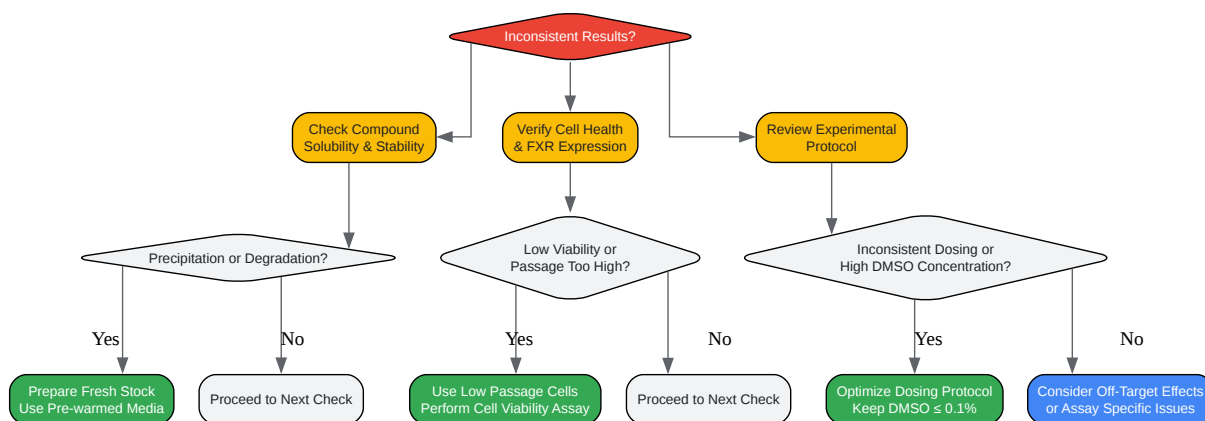 Inconsistent Results?
Check Compound
Solubility & Stability
Verify Cell Health
& FXR Expression
Review Experimental
Protocol
Precipitation or Degradation?
Low Viability or
Passage Too High?
Inconsistent Dosing or
High DMSO Concentration?
Yes
No
Yes
No
Yes
No
Prepare Fresh Stock
Use Pre-warmed Media
Proceed to Next Check
Use Low Passage Cells
Perform Cell Viability Assay
Proceed to Next Check
Optimize Dosing Protocol
Keep DMSO ≤ 0.1%
Consider Off-Target Effects
or Assay Specific Issues